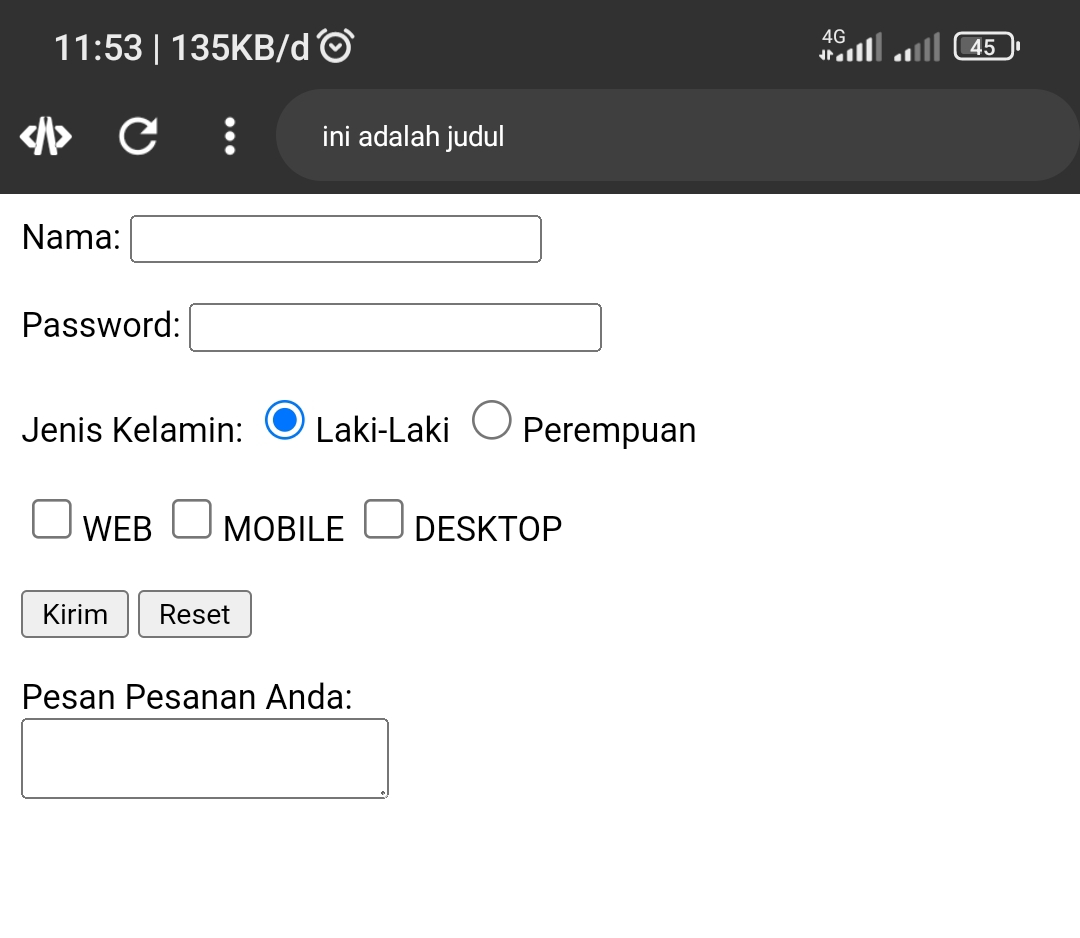 11:53 | 135KB/d 4G 45
ini adalah judul
Nama:
Password:
Jenis Kelamin: Laki-Laki Perempuan
WEB MOBILE DESKTOP
Kirim Reset
Pesan Pesanan Anda: